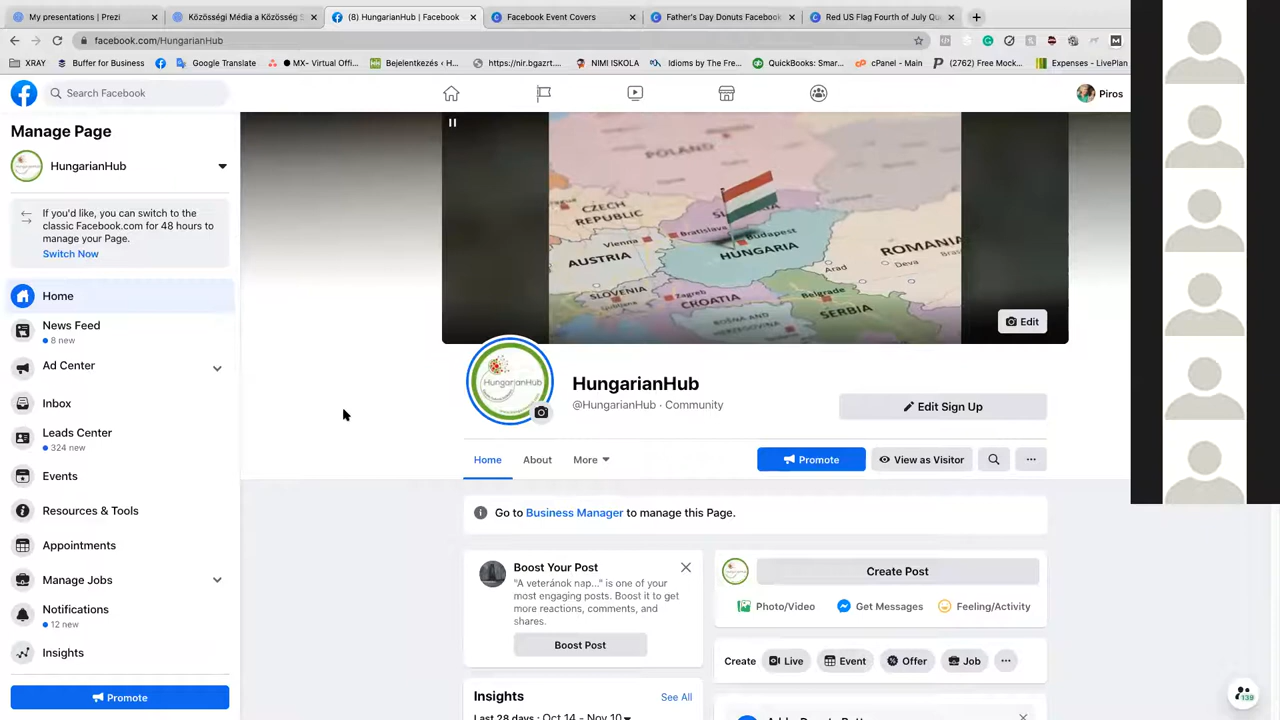 My presentations | Prezi
Közösségi Média a Közösség S
(8) HungarianHub | Facebook
Facebook Event Covers
Father's Day Donuts Facebook
Red US Flag Fourth of July Qu
facebook.com/HungarianHub
XRAY
Buffer for Business
Google Translate
MX- Virtual Offi...
Bejelentkezés ‹ H...
https://nir.bgazrt....
NIMI ISKOLA
Idioms by The Fre...
QuickBooks: Smar...
cPanel - Main
(2762) Free Mock...
Expenses - LivePlan
Search Facebook
Piros
Manage Page
HungarianHub
If you'd like, you can switch to the
classic Facebook.com for 48 hours to
manage your Page.
Switch Now
Home
News Feed
8 new
Ad Center
Inbox
Leads Center
324 new
Events
Resources & Tools
Appointments
Manage Jobs
Notifications
12 new
Insights
Promote
POLAND
CZECH
REPUBLIC
Vienna
Bratislava
AUSTRIA
Budapest
HUNGARY
ROMANIA
Arad
Deva
SLOVENIA
Ljubljana
Zagreb
CROATIA
Belgrade
SERBIA
BOSNIA AND
HERZEGOVINA
Edit
HungarianHub
HungarianHub
@HungarianHub · Community
Edit Sign Up
Home
About
More
Promote
View as Visitor
Go to Business Manager to manage this Page.
Boost Your Post
"A veteránok nap..." is one of your
most engaging posts. Boost it to get
more reactions, comments, and
shares.
Boost Post
Create Post
Photo/Video
Get Messages
Feeling/Activity
Create
Live
Event
Offer
Job
Insights
See All
Last 28 days : Oct 14 - Nov 10
139